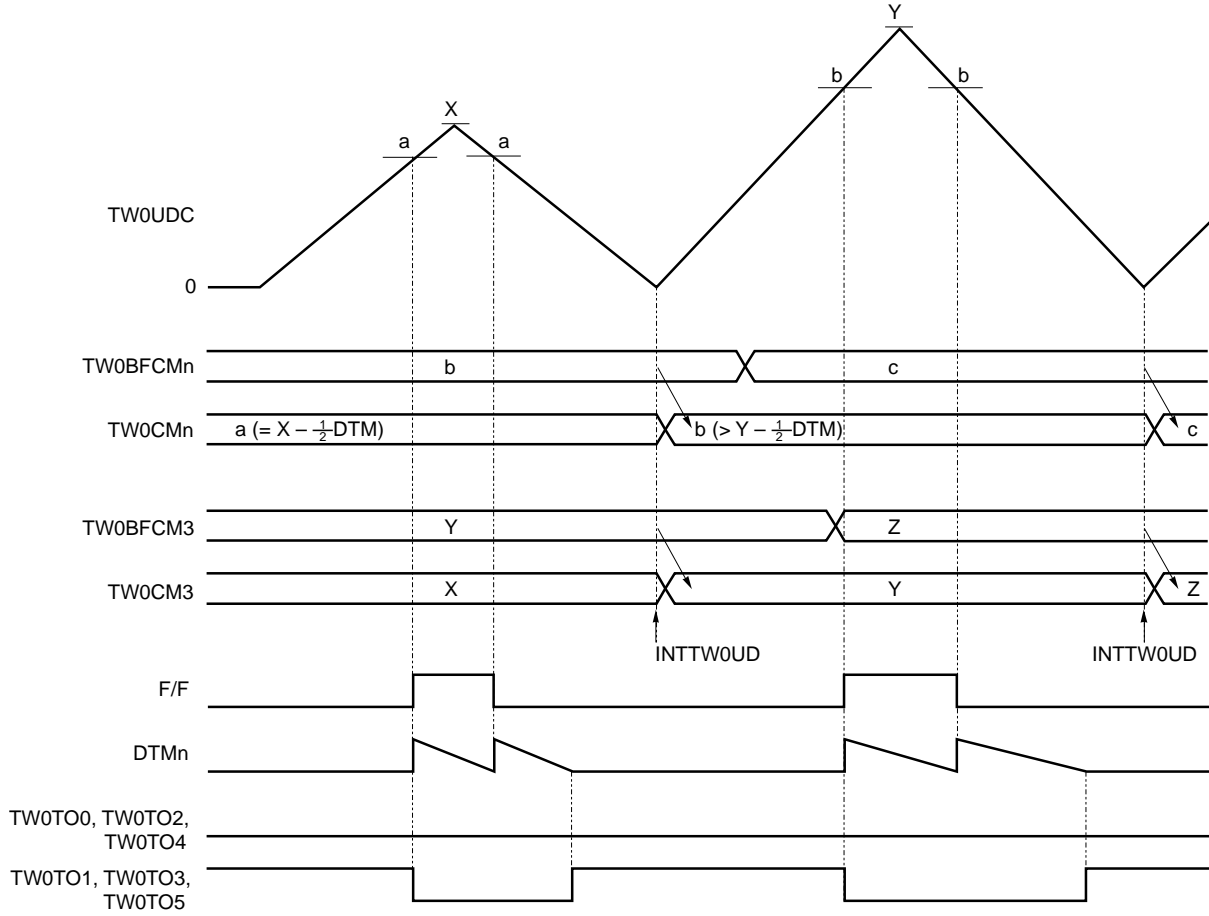 Y
b b
X
a a
TW0UDC
0
TW0BFCMn b c
TW0CMn a (= X – 1/2 DTM) b (> Y – 1/2 DTM) c
TW0BFCM3 Y Z
TW0CM3 X Y Z
INTTW0UD INTTW0UD
F/F
DTMn
TW0TO0, TW0TO2,
TW0TO4
TW0TO1, TW0TO3,
TW0TO5